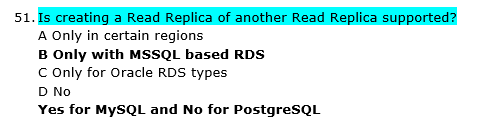 51. Is creating a Read Replica of another Read Replica supported?
A Only in certain regions
B Only with MSSQL based RDS
C Only for Oracle RDS types
D No
Yes for MySQL and No for PostgreSQL